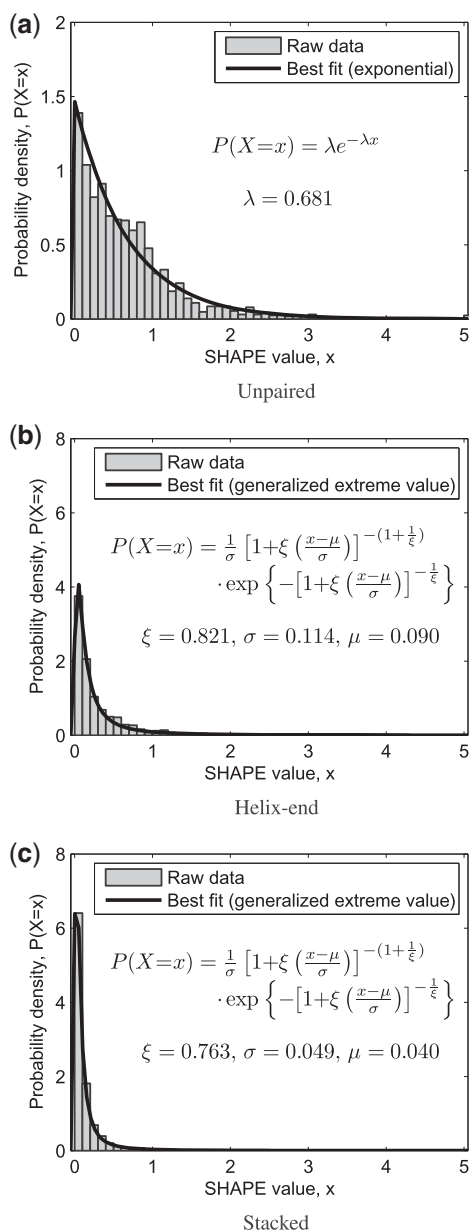 (a)
2
1.5
1
0.5
0
Probability density, P(X=x)
Raw data
Best fit (exponential)
P(X=x) = λe^{−λx}
λ = 0.681
0 1 2 3 4 5
SHAPE value, x
Unpaired
(b)
8
6
4
2
0
Probability density, P(X=x)
Raw data
Best fit (generalized extreme value)
P(X=x) = \frac{1}{σ} [1+ξ (\frac{x−μ}{σ})]^{−(1+\frac{1}{ξ})}
· exp {−[1+ξ (\frac{x−μ}{σ})]^{−\frac{1}{ξ}}}
ξ = 0.821, σ = 0.114, μ = 0.090
0 1 2 3 4 5
SHAPE value, x
Helix-end
(c)
8
6
4
2
0
Probability density, P(X=x)
Raw data
Best fit (generalized extreme value)
P(X=x) = \frac{1}{σ} [1+ξ (\frac{x−μ}{σ})]^{−(1+\frac{1}{ξ})}
· exp {−[1+ξ (\frac{x−μ}{σ})]^{−\frac{1}{ξ}}}
ξ = 0.763, σ = 0.049, μ = 0.040
0 1 2 3 4 5
SHAPE value, x
Stacked